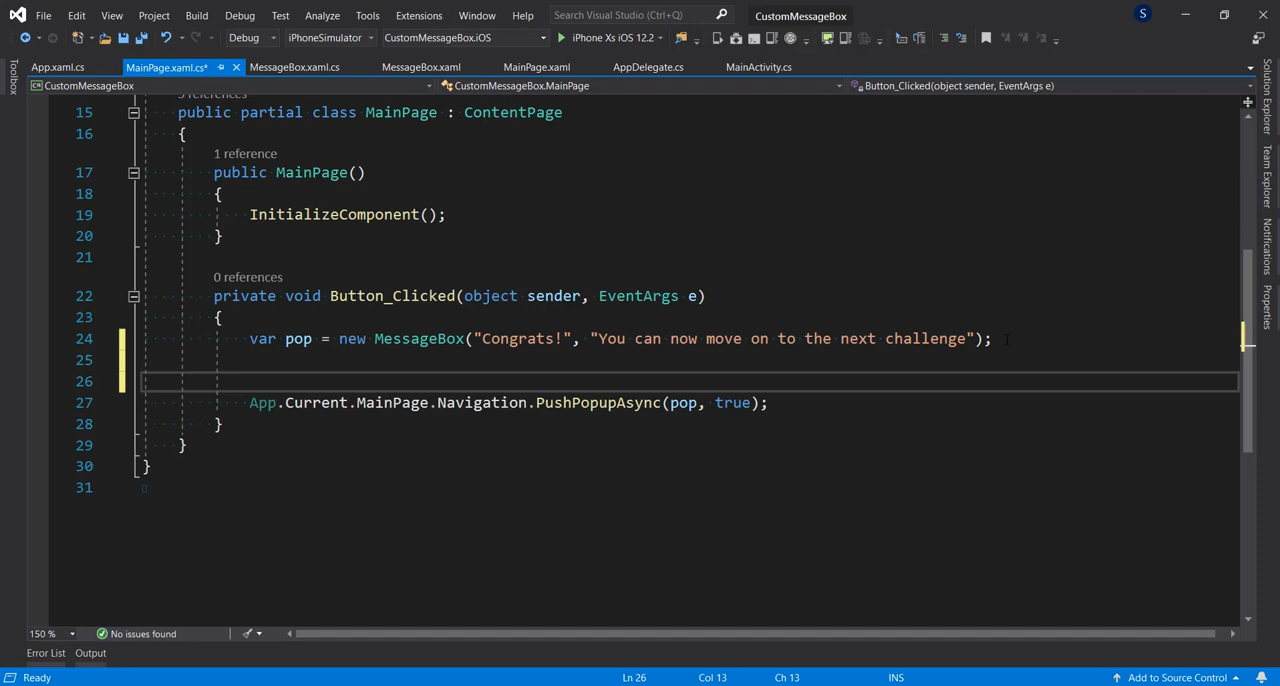 File Edit View Project Build Debug Test Analyze Tools Extensions Window Help Search Visual Studio (Ctrl+Q) CustomMessageBox S
Debug iPhoneSimulator CustomMessageBox.iOS iPhone Xs iOS 12.2
App.xaml.cs MainPage.xaml.cs* MessageBox.xaml.cs MessageBox.xaml MainPage.xaml AppDelegate.cs MainActivity.cs
CustomMessageBox CustomMessageBox.MainPage Button_Clicked(object sender, EventArgs e)
Toolbox
Solution Explorer
Team Explorer
Notifications
Properties
15 public partial class MainPage : ContentPage
16 {
1 reference
17 public MainPage()
18 {
19 InitializeComponent();
20 }
21
0 references
22 private void Button_Clicked(object sender, EventArgs e)
23 {
24 var pop = new MessageBox("Congrats!", "You can now move on to the next challenge");
25
26
27 App.Current.MainPage.Navigation.PushPopupAsync(pop, true);
28 }
29 }
30 }
31
150 % No issues found
Error List Output
Ready Ln 26 Col 13 Ch 13 INS Add to Source Control